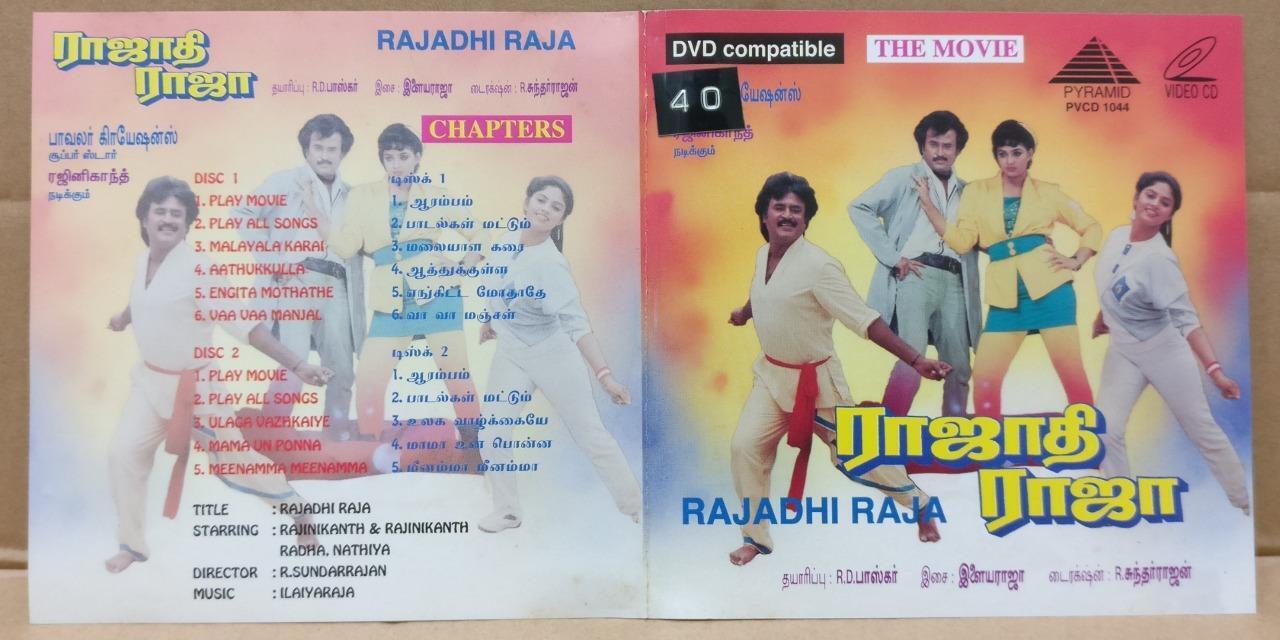 ராஜாதி
ராஜா
RAJADHI RAJA
தயாரிப்பு : R.D.பாஸ்கர் இசை : இளையராஜா டைரக்ஷன் : R.சுந்தர்ராஜன்
பாவலர் கிரியேஷன்ஸ்
சூப்பர் ஸ்டார்
ரஜினிகாந்த்
நடிக்கும்
CHAPTERS
DISC 1
1. PLAY MOVIE
2. PLAY ALL SONGS
3. MALAYALA KARAI
4. AATHUKKULLA
5. ENGITA MOTHATHE
6. VAA VAA MANJAL
டிஸ்க் 1
1. ஆரம்பம்
2. பாடல்கள் மட்டும்
3. மலையாள கரை
4. ஆத்துக்குள்ள
5. எங்கிட்ட மோதாதே
6. வா வா மஞ்சள்
DISC 2
1. PLAY MOVIE
2. PLAY ALL SONGS
3. ULAGA VAZHKAIYE
4. MAMA UN PONNA
5. MEENAMMA MEENAMMA
டிஸ்க் 2
1. ஆரம்பம்
2. பாடல்கள் மட்டும்
3. உலக வாழ்க்கையே
4. மாமா உன் பொன்ன
5. மீனம்மா மீனம்மா
TITLE : RAJADHI RAJA
STARRING : RAJINIKANTH & RAJINIKANTH
RADHA, NATHIYA
DIRECTOR : R.SUNDARRAJAN
MUSIC : ILAIYARAJA
DVD compatible
THE MOVIE
PYRAMID
PVCD 1044
VIDEO CD
40
யேஷன்ஸ்
ரஜினிகாந்த்
நடிக்கும்
ராஜாதி
ராஜா
RAJADHI RAJA
தயாரிப்பு : R.D.பாஸ்கர் இசை : இளையராஜா டைரக்ஷன் : R.சுந்தர்ராஜன்